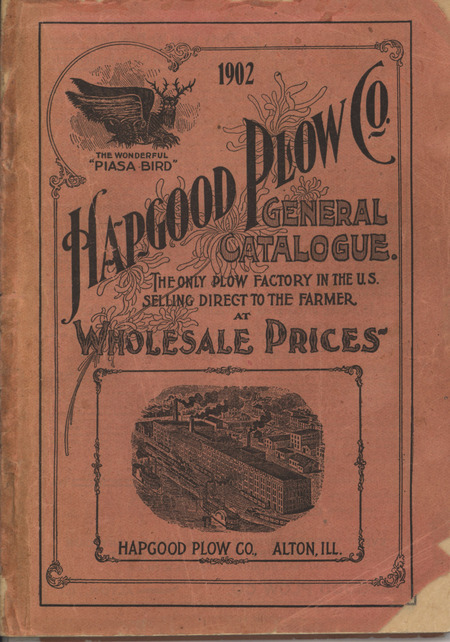 1902
THE WONDERFUL
"PIASA BIRD"
HAPGOOD PLOW CO.
GENERAL
CATALOGUE.
THE ONLY PLOW FACTORY IN THE U.S.
SELLING DIRECT TO THE FARMER
AT
WHOLESALE PRICES
HAPGOOD PLOW CO., ALTON, ILL.